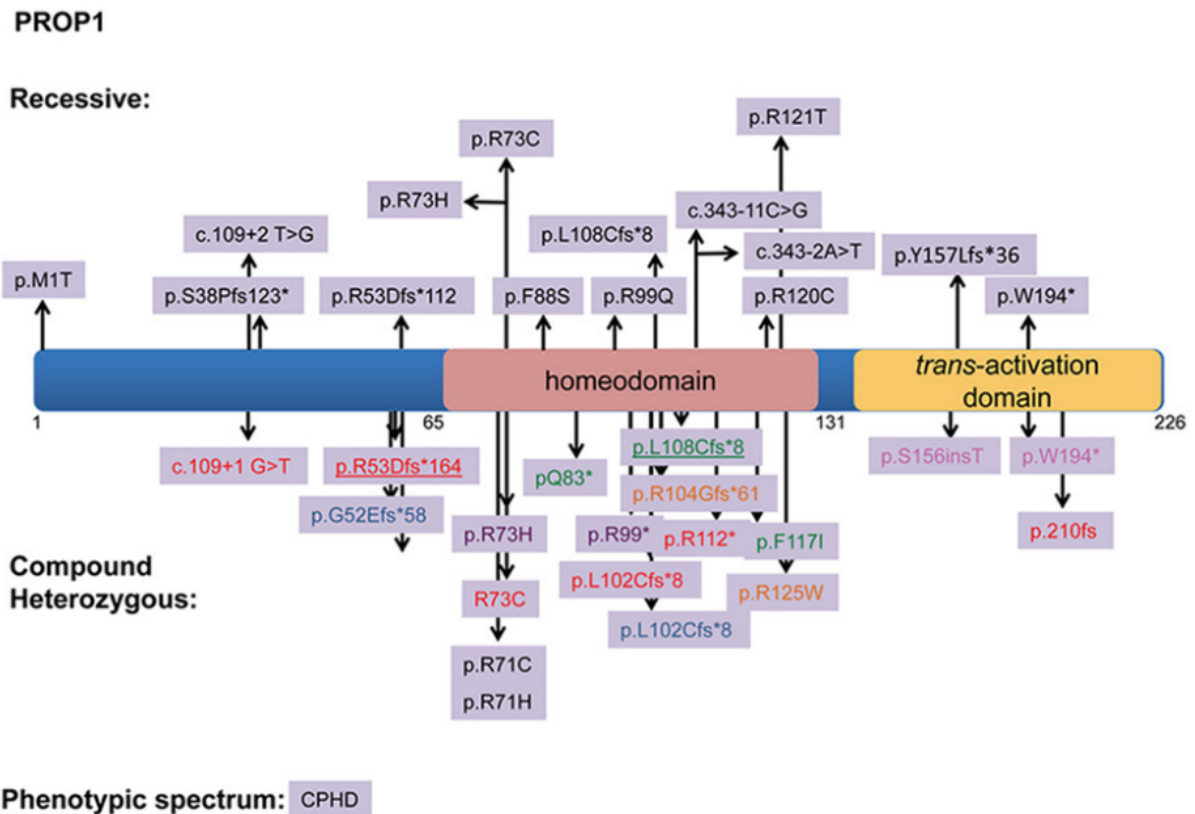 PROP1
Recessive:
p.R121T
p.R73C
p.R73H
c.343-11C>G
c.109+2 T>G
p.L108Cfs*8
c.343-2A>T
p.Y157Lfs*36
p.M1T
p.S38Pfs123*
p.R53Dfs*112
p.F88S
p.R99Q
p.R120C
p.W194*
homeodomain
trans-activation
domain
1
65
131
226
c.109+1 G>T
p.R53Dfs*164
pQ83*
p.L108Cfs*8
p.S156insT
p.W194*
p.G52Efs*58
p.R104Gfs*61
p.R73H
p.R99*
p.R112*
p.F117I
p.210fs
Compound
Heterozygous:
R73C
p.L102Cfs*8
p.R125W
p.L102Cfs*8
p.R71C
p.R71H
Phenotypic spectrum: CPHD